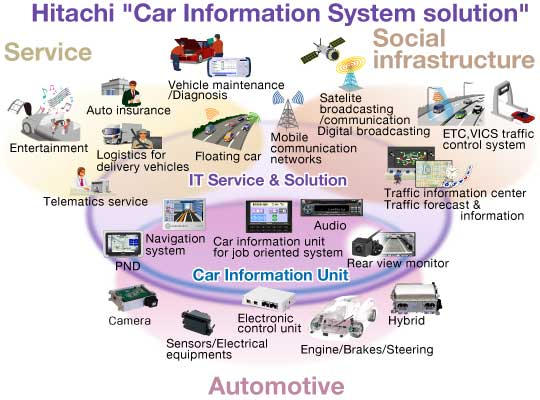 Hitachi "Car Information System solution"
Service
Social
infrastructure
Vehicle maintenance
/Diagnosis
Auto insurance
Satelite
broadcasting
/communication
Digital broadcasting
Entertainment
Logistics for
delivery vehicles
Floating car
Mobile
communication
networks
ETC,VICS traffic
control system
IT Service & Solution
Telematics service
Traffic information center
Traffic forecast &
information
Navigation
system
Car information unit
for job oriented system
Audio
PND
Rear view monitor
Car Information Unit
Camera
Sensors/Electrical
equipments
Electronic
control unit
Engine/Brakes/Steering
Hybrid
Automotive